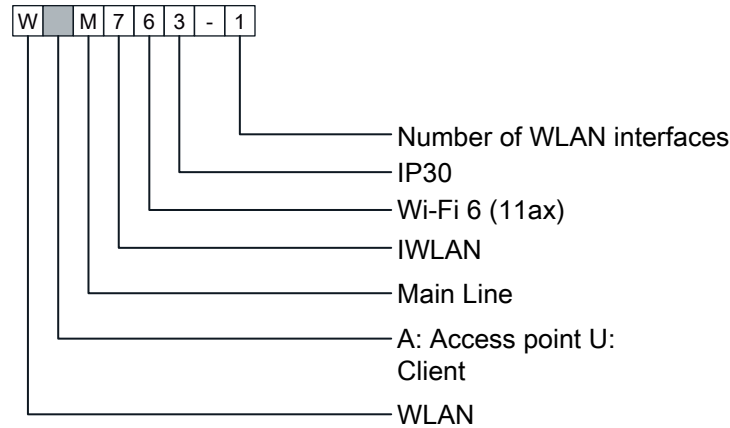 W M 7 6 3 - 1
Number of WLAN interfaces
IP30
Wi-Fi 6 (11ax)
IWLAN
Main Line
A: Access point U:
Client
WLAN